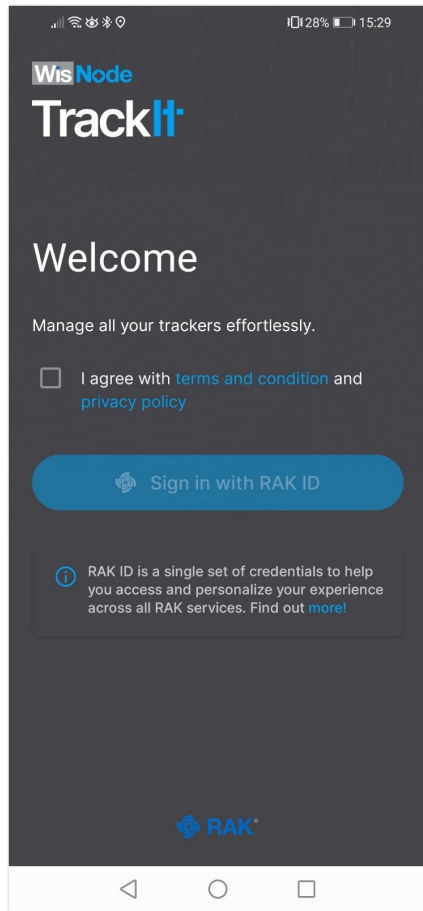 28% 15:29
WisNode
TrackIt
Welcome
Manage all your trackers effortlessly.
I agree with terms and condition and
privacy policy
Sign in with RAK ID
RAK ID is a single set of credentials to help
you access and personalize your experience
across all RAK services. Find out more!
RAK®